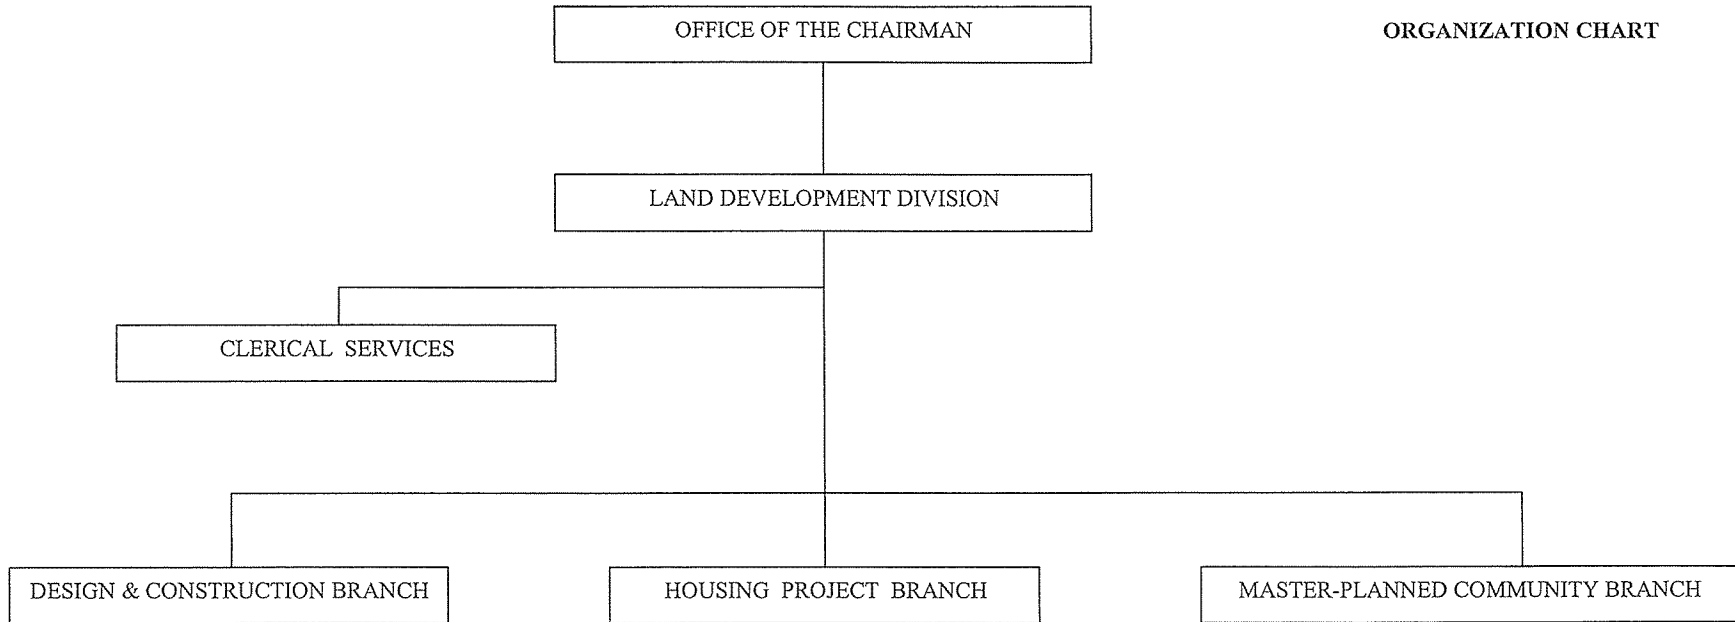 OFFICE OF THE CHAIRMAN
ORGANIZATION CHART
LAND DEVELOPMENT DIVISION
CLERICAL SERVICES
DESIGN & CONSTRUCTION BRANCH
HOUSING PROJECT BRANCH
MASTER-PLANNED COMMUNITY BRANCH